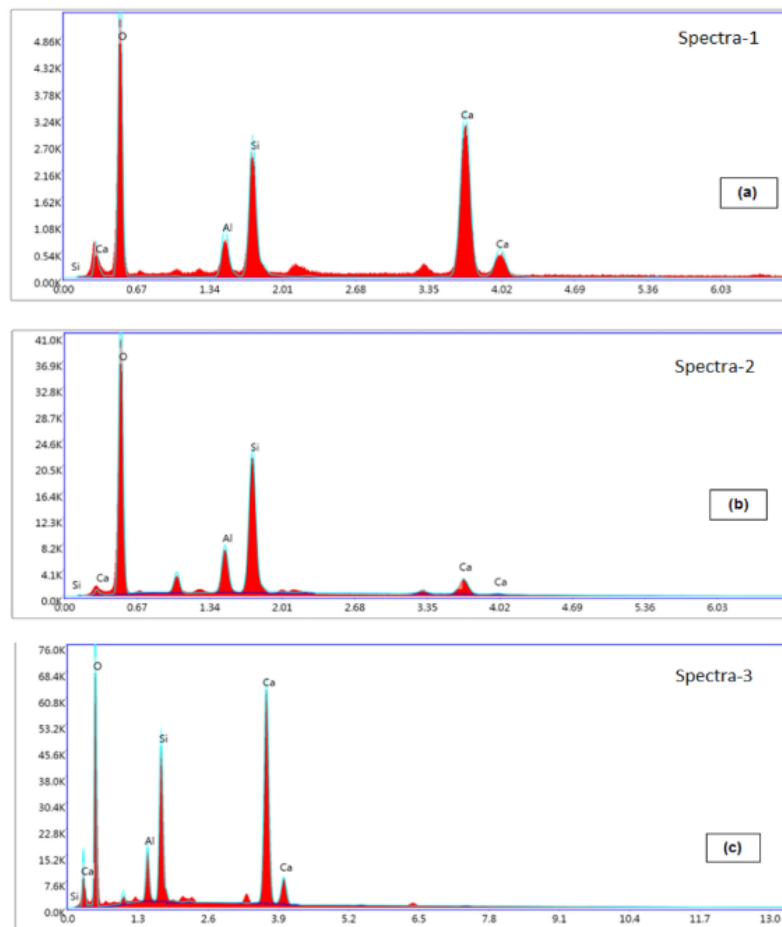 Spectra-1
4.86K
O
4.32K
3.78K
3.24K
Ca
2.70K
Si
2.16K
(a)
1.62K
1.08K
Al
0.54K
Si
Ca
Ca
0.00K
0.00 0.67 1.34 2.01 2.68 3.35 4.02 4.69 5.36 6.03
41.0K
O
Spectra-2
36.9K
32.8K
28.7K
24.6K
Si
20.5K
16.4K
(b)
12.3K
Al
8.2K
4.1K
Si
Ca
Ca
Ca
0.0K
0.00 0.67 1.34 2.01 2.68 3.35 4.02 4.69 5.36 6.03
76.0K
O
Spectra-3
68.4K
Ca
60.8K
53.2K
Si
45.6K
38.0K
30.4K
22.8K
Al
(c)
15.2K
Ca
Ca
7.6K
Si
0.0K
0.0 1.3 2.6 3.9 5.2 6.5 7.8 9.1 10.4 11.7 13.0